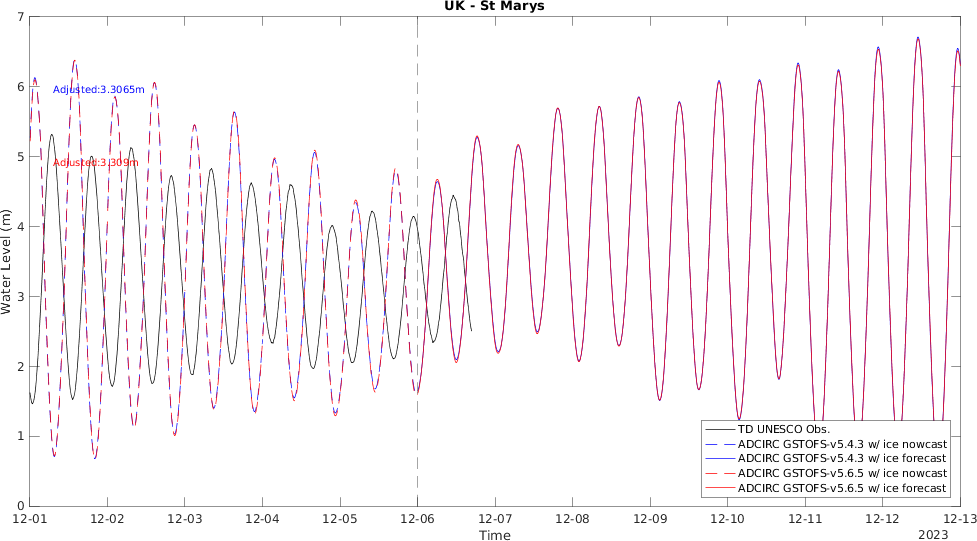 UK - St Marys
7
6
5
4
3
2
1
0
Water Level (m)
Adjusted:3.3065m
Adjusted:3.309m
TD UNESCO Obs.
ADCIRC GSTOFS-v5.4.3 w/ ice nowcast
ADCIRC GSTOFS-v5.4.3 w/ ice forecast
ADCIRC GSTOFS-v5.6.5 w/ ice nowcast
ADCIRC GSTOFS-v5.6.5 w/ ice forecast
12-01 12-02 12-03 12-04 12-05 12-06 12-07 12-08 12-09 12-10 12-11 12-12 12-13
Time
2023